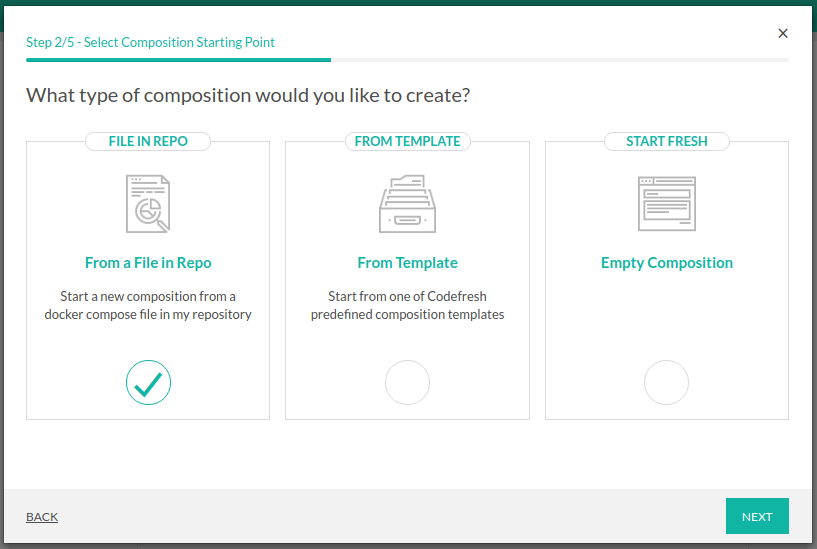 Step 2/5 - Select Composition Starting Point
What type of composition would you like to create?
FILE IN REPO
From a File in Repo
Start a new composition from a
docker compose file in my repository
FROM TEMPLATE
From Template
Start from one of Codefresh
predefined composition templates
START FRESH
Empty Composition
BACK
NEXT